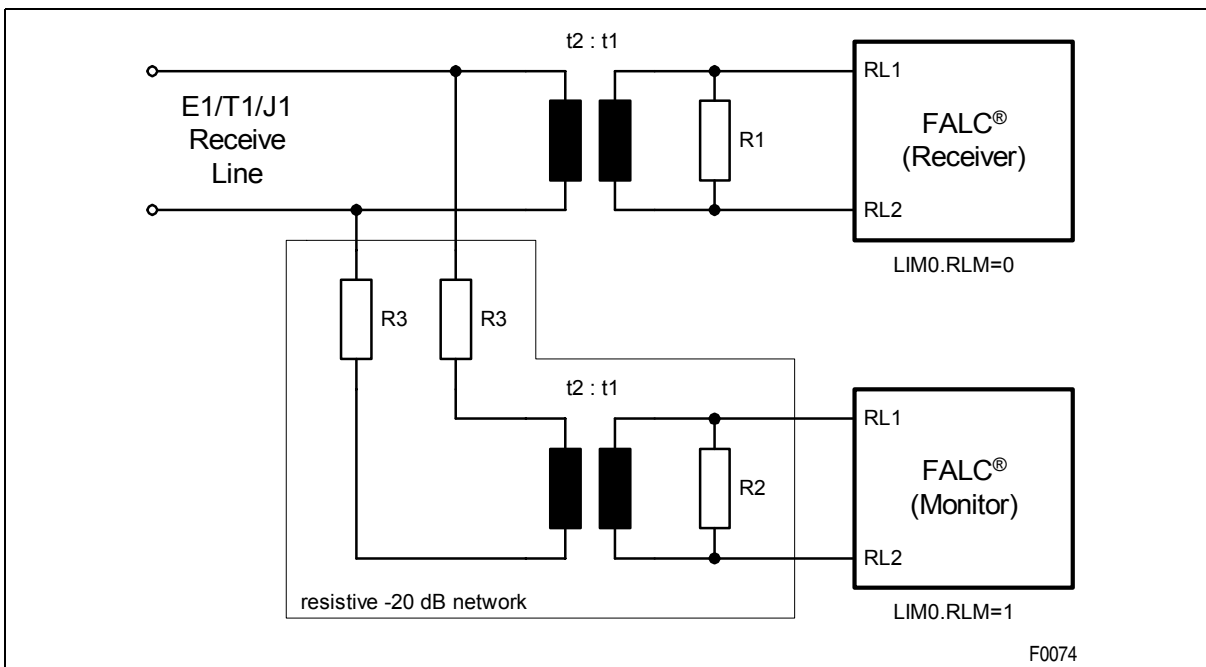 t2 : t1
E1/T1/J1
Receive
Line
R1
RL1
FALC®
(Receiver)
RL2
LIM0.RLM=0
R3
R3
t2 : t1
R2
RL1
FALC®
(Monitor)
RL2
resistive -20 dB network
LIM0.RLM=1
F0074